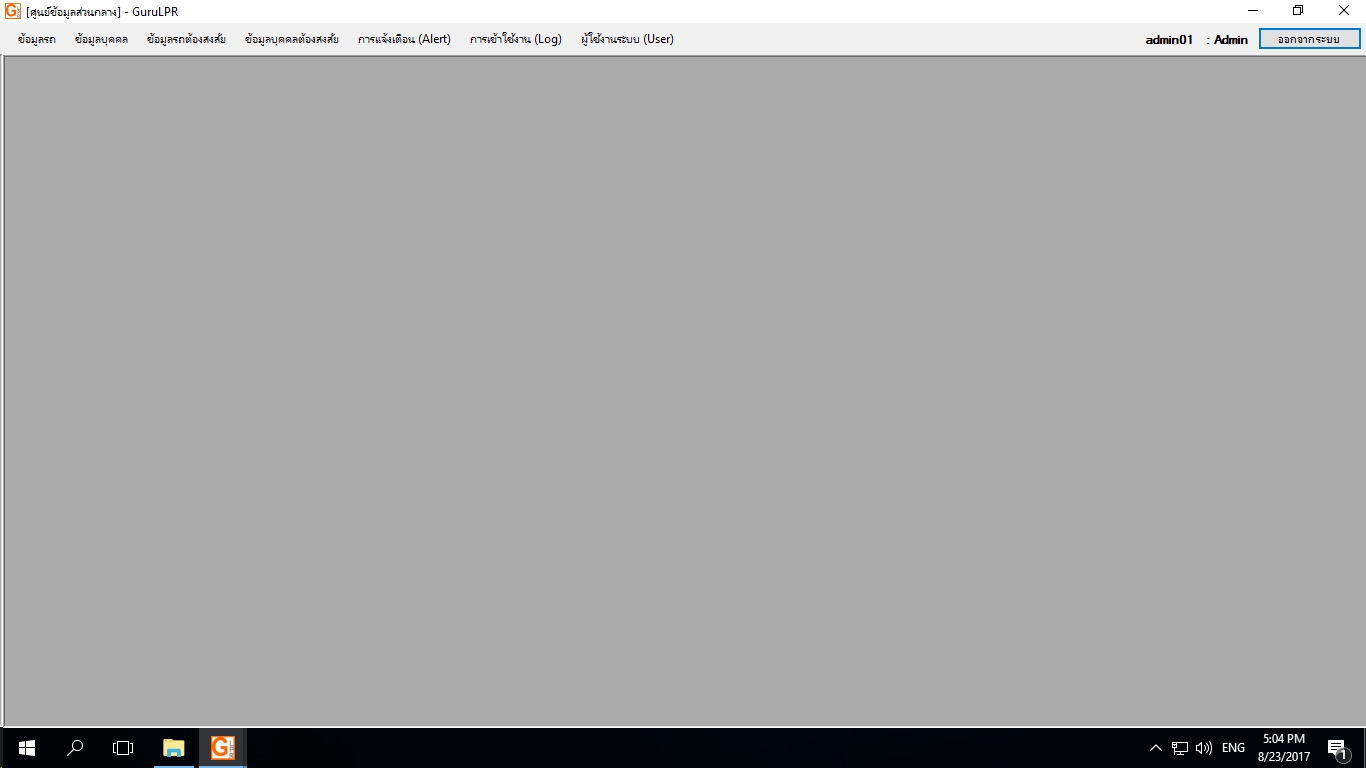 [ศูนย์ข้อมูลส่วนกลาง] - GuruLPR
ข้อมูลรถ ข้อมูลบุคคล ข้อมูลรถต้องสงสัย ข้อมูลบุคคลต้องสงสัย การแจ้งเตือน (Alert) การเข้าใช้งาน (Log) ผู้ใช้งานระบบ (User) admin01 : Admin ออกจากระบบ
ENG
5:04 PM
8/23/2017
1